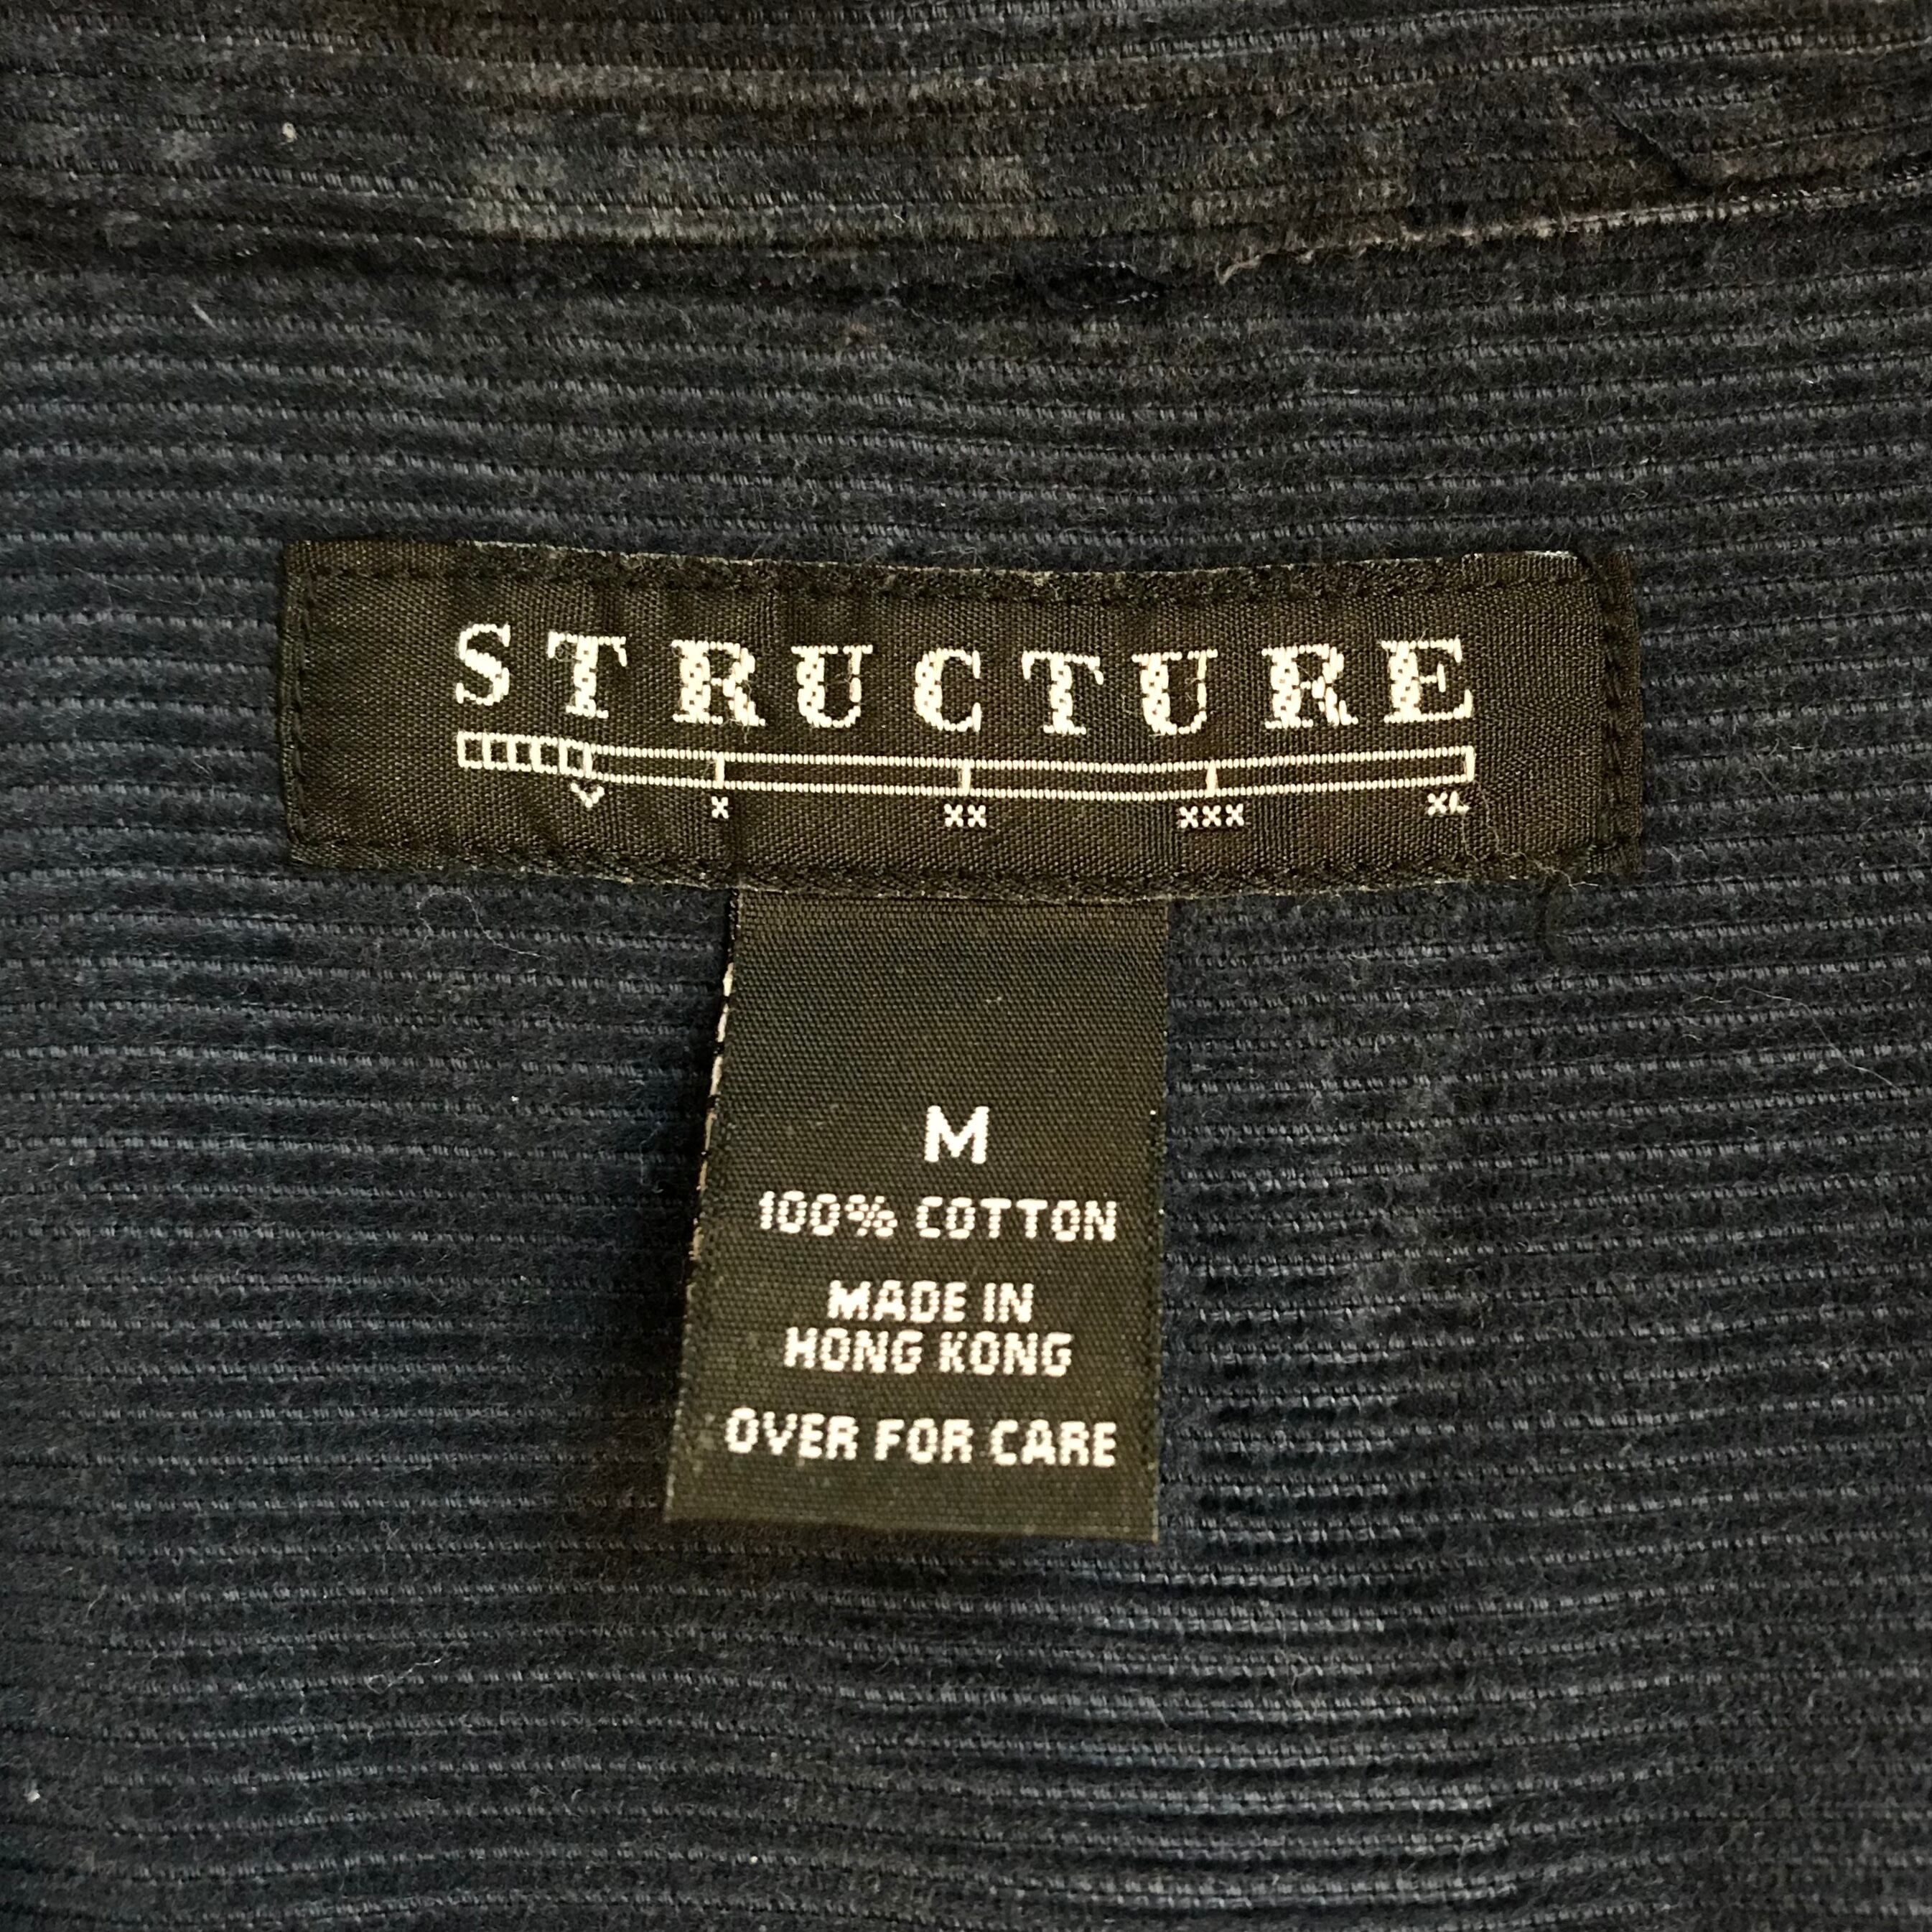 STRUCTURE
V X XX XXX XL
M
100% COTTON
MADE IN
HONG KONG
OVER FOR CARE